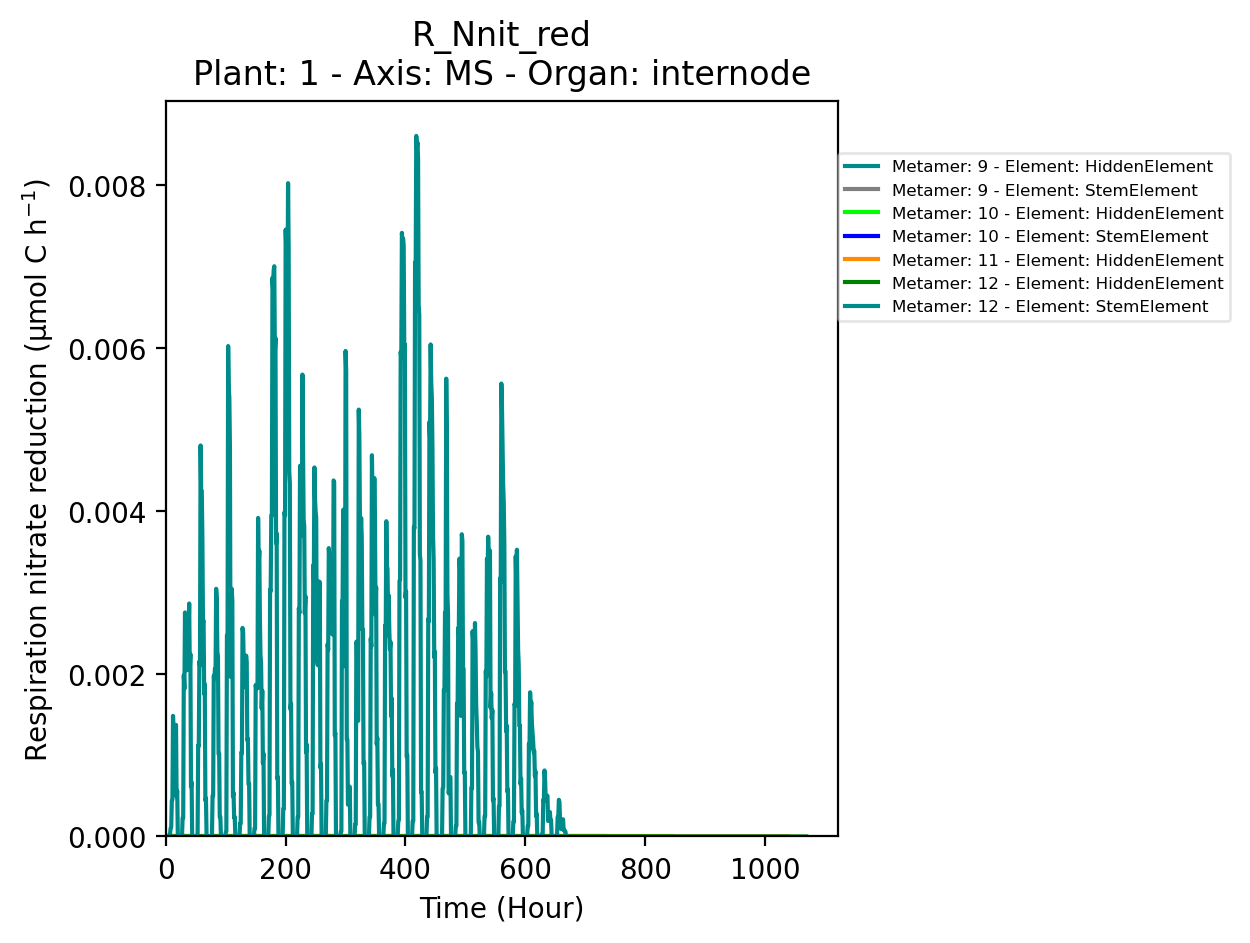 R_Nnit_red
Plant: 1 - Axis: MS - Organ: internode
Respiration nitrate reduction (µmol C h⁻¹)
0.008
0.006
0.004
0.002
0.000
0 200 400 600 800 1000
Time (Hour)
Metamer: 9 - Element: HiddenElement
Metamer: 9 - Element: StemElement
Metamer: 10 - Element: HiddenElement
Metamer: 10 - Element: StemElement
Metamer: 11 - Element: HiddenElement
Metamer: 12 - Element: HiddenElement
Metamer: 12 - Element: StemElement